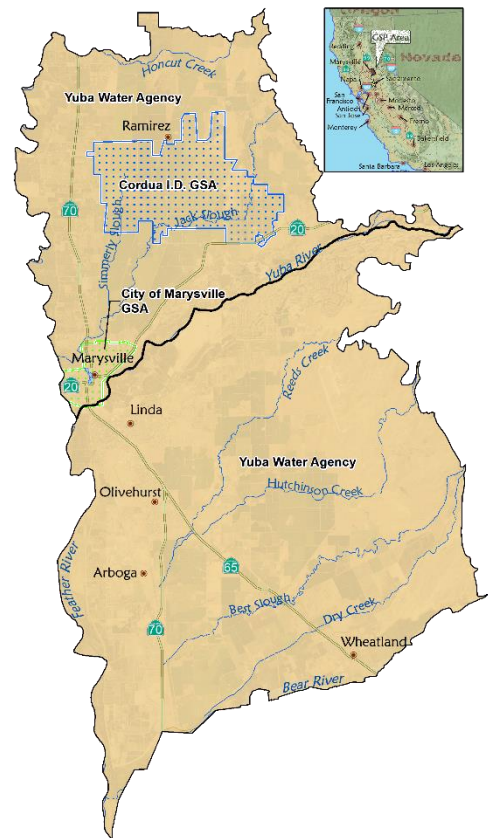 Honcut Creek
Yuba Water Agency
Ramirez
Cordua I.D. GSA
70
Simmerly Slough
Jack Slough
20
Yuba River
City of Marysville
GSA
Marysville
20
Linda
Reeds Creek
Yuba Water Agency
Hutchinson Creek
Olivehurst
Feather River
Arboga
65
70
Best Slough
Dry Creek
Wheatland
Bear River
GSP Area
Nevada
Redding
Marysville
Napa
Sacramento
San
Francisco
Antioch
San Jose
Modesto
Merced
Monterey
Fresno
Bakersfield
Santa Barbara
Los Angeles